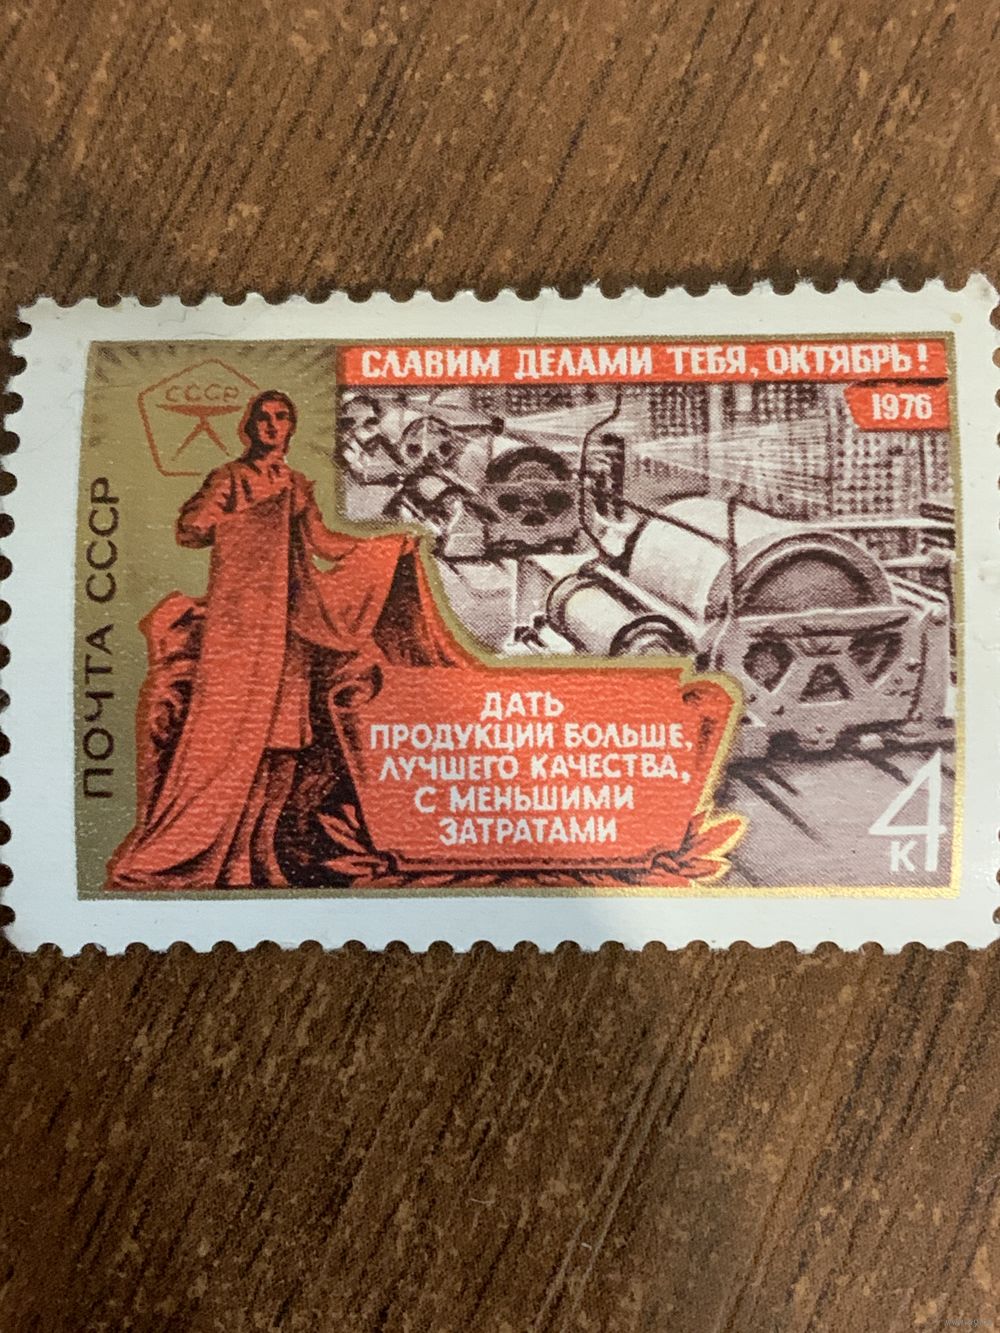 СЛАВИМ ДЕЛАМИ ТЕБЯ, ОКТЯБРЬ!
1976
СССР
ПОЧТА СССР
ДАТЬ
ПРОДУКЦИИ БОЛЬШЕ,
ЛУЧШЕГО КАЧЕСТВА,
С МЕНЬШИМИ
ЗАТРАТАМИ
4
К